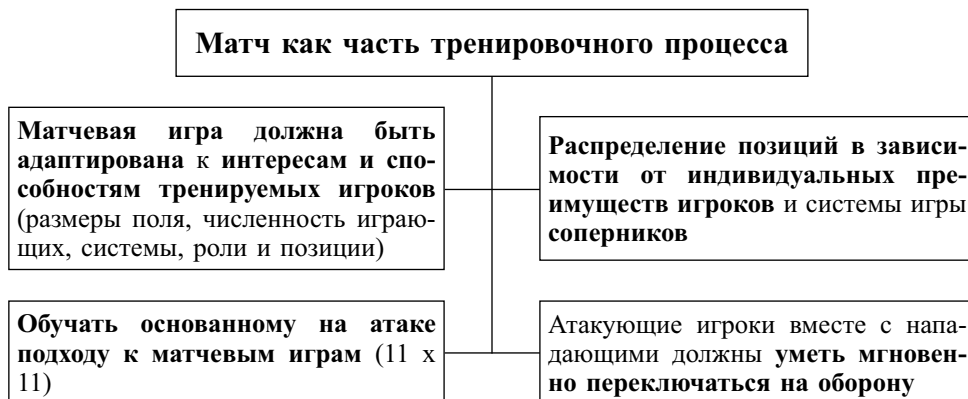 Матч как часть тренировочного процесса
Матчевая игра должна быть
адаптирована к интересам и спо-
собностям тренируемых игроков
(размеры поля, численность играю-
щих, системы, роли и позиции)
Распределение позиций в зависи-
мости от индивидуальных пре-
имуществ игроков и системы игры
соперников
Обучать основанному на атаке
подходу к матчевым играм (11 x
11)
Атакующие игроки вместе с напа-
дающими должны уметь мгновен-
но переключаться на оборону